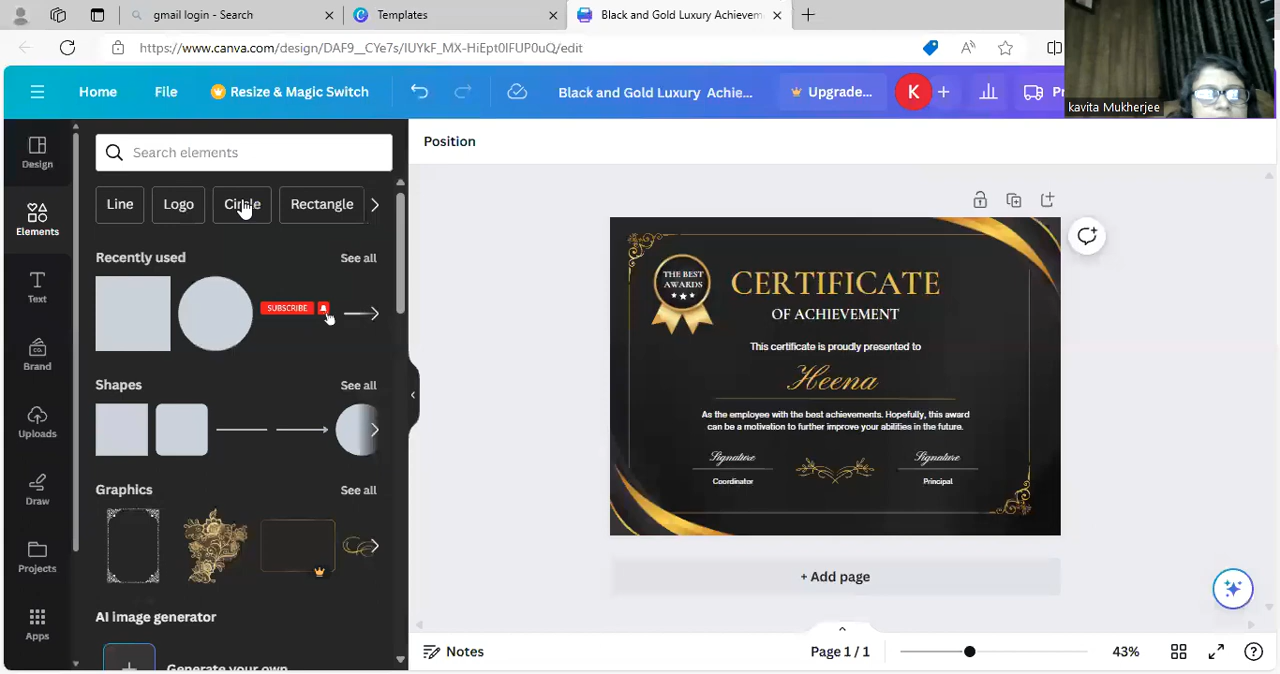 gmail login - Search
Templates
Black and Gold Luxury Achievem
https://www.canva.com/design/DAF9__CYe7s/IUYkF_MX-HiEpt0IFUP0uQ/edit
kavita Mukherjee
Home
File
Resize & Magic Switch
Black and Gold Luxury Achie...
Upgrade...
K
Pr
Design
Elements
Text
Brand
Uploads
Draw
Projects
Apps
Search elements
Line
Logo
Circle
Rectangle
Recently used
See all
SUBSCRIBE
Shapes
See all
Graphics
See all
AI image generator
Generate your own
Position
THE BEST
AWARDS
CERTIFICATE
OF ACHIEVEMENT
This certificate is proudly presented to
Heena
As the employee with the best achievements. Hopefully, this award
can be a motivation to further improve your abilities in the future.
Signature
Signature
Coordinator
Principal
+ Add page
Notes
Page 1 / 1
43%